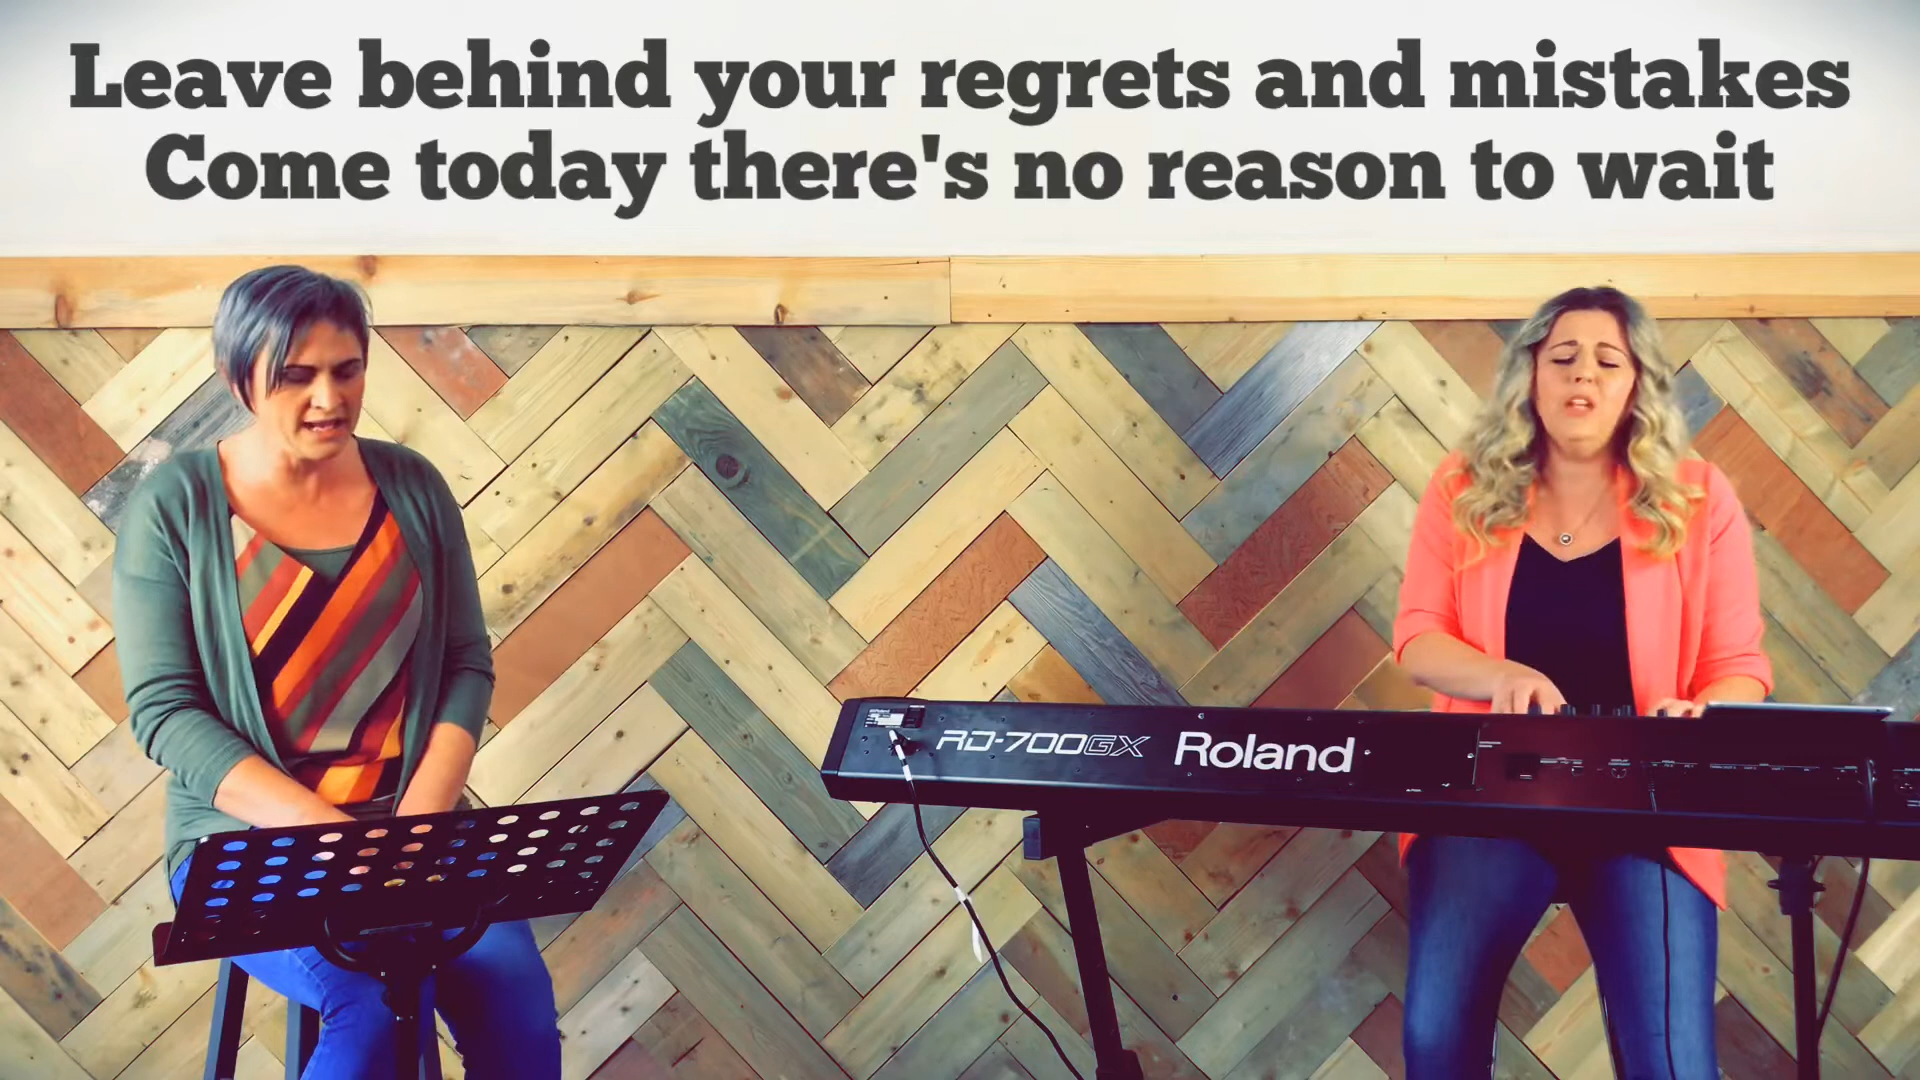 Leave behind your regrets and mistakes
Come today there's no reason to wait
RD-700GX Roland